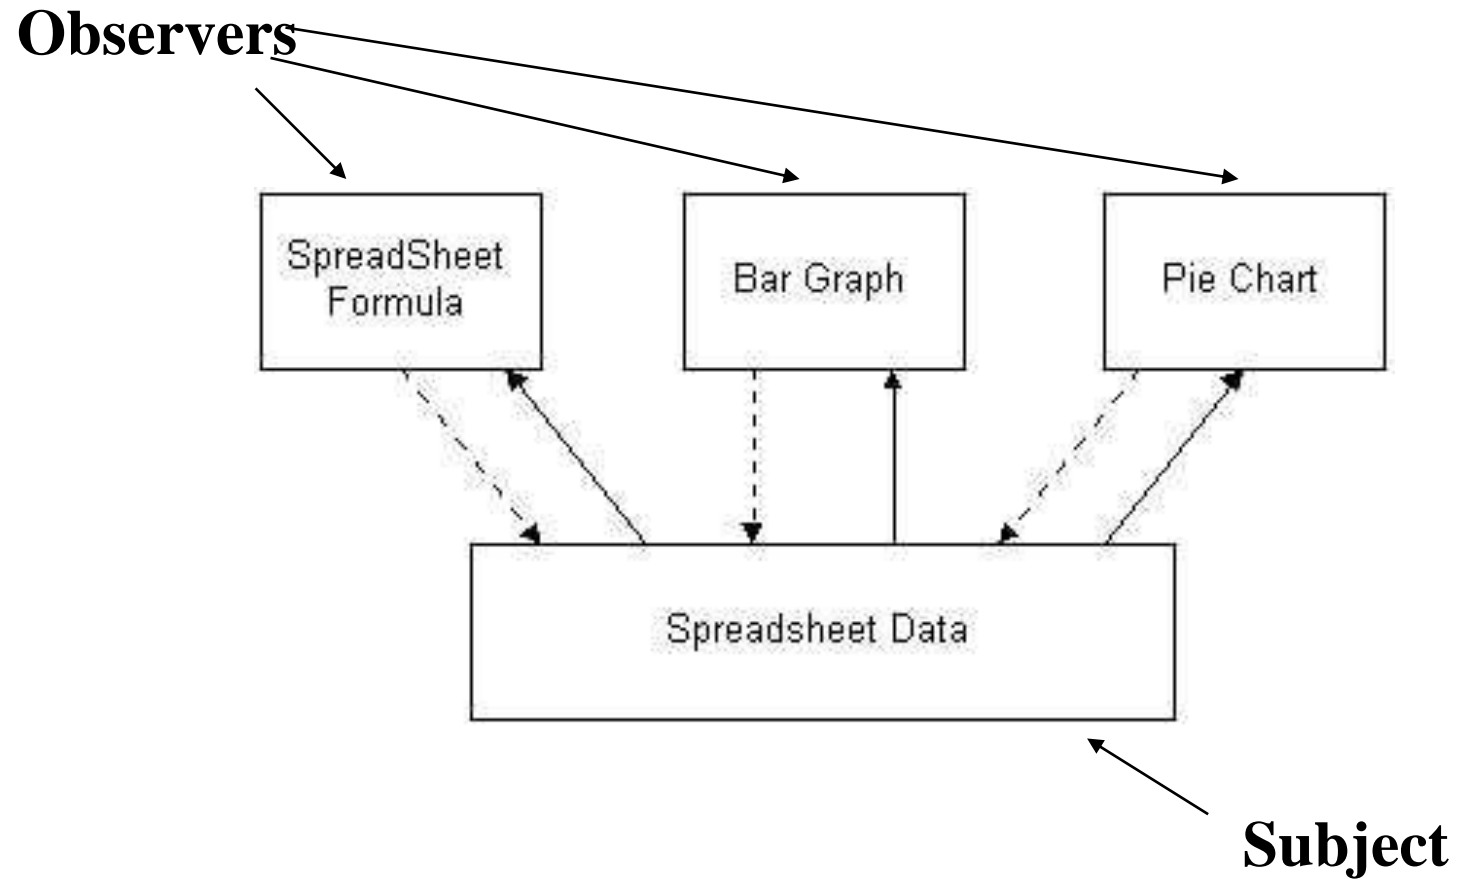 Observers
SpreadSheet
Formula
Bar Graph
Pie Chart
Spreadsheet Data
Subject